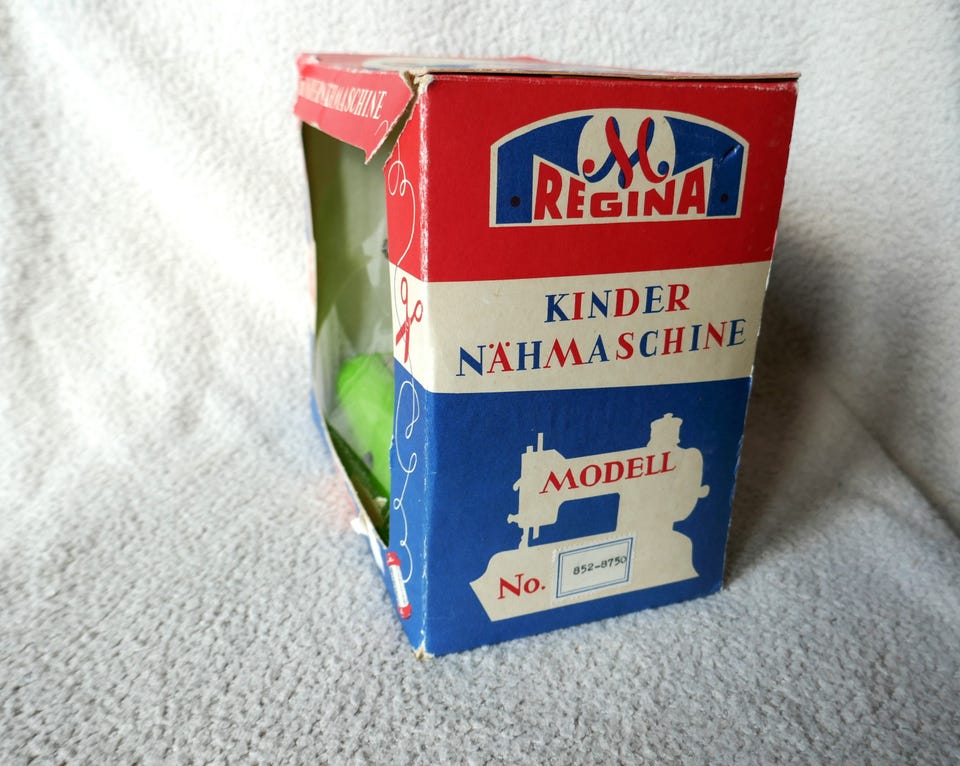 NÄHMASCHINE
M
REGINA
KINDER
NÄHMASCHINE
MODELL
No. 852-8750